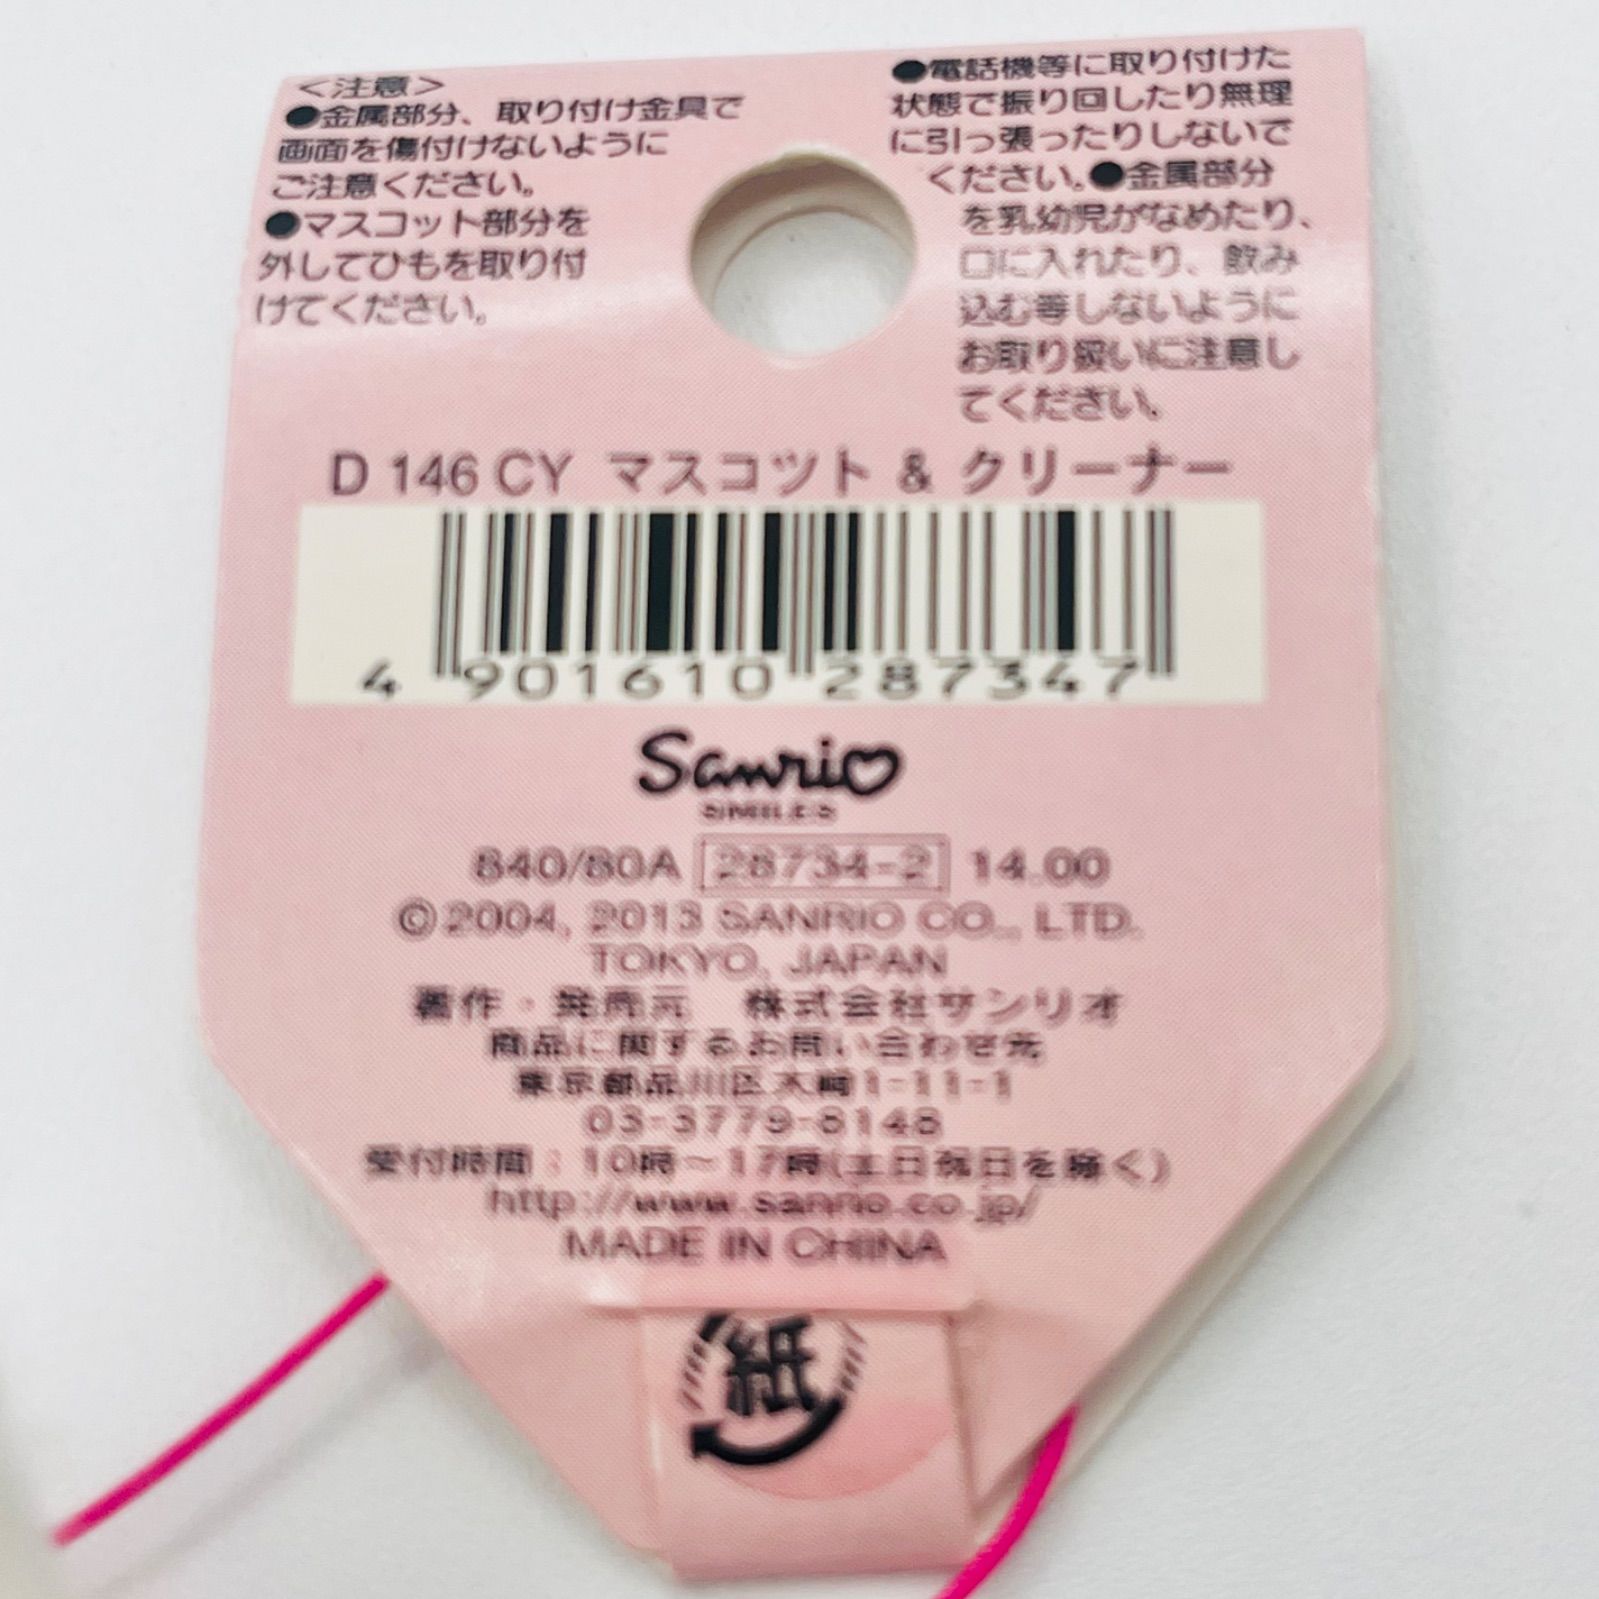 <注意>
●金属部分、取り付け金具で
画面を傷付けないように
ご注意ください。
●マスコット部分を
外してひもを取り付
けてください。
●電話機等に取り付けた
状態で振り回したり無理
に引っ張ったりしないで
ください。●金属部分
を乳幼児がなめたり、
口に入れたり、飲み
込む等しないように
お取り扱いに注意し
てください。
D 146 CY マスコット & クリーナー
4 901610 287347
Sanrio
SMILES
840/80A 28734-2 14.00
© 2004, 2013 SANRIO CO., LTD.
TOKYO, JAPAN
著作・発売元 株式会社サンリオ
商品に関するお問い合わせ先
東京都品川区大崎1-11-1
03-3779-8148
受付時間：10時～17時(土日祝日を除く)
http://www.sanrio.co.jp/
MADE IN CHINA
紙